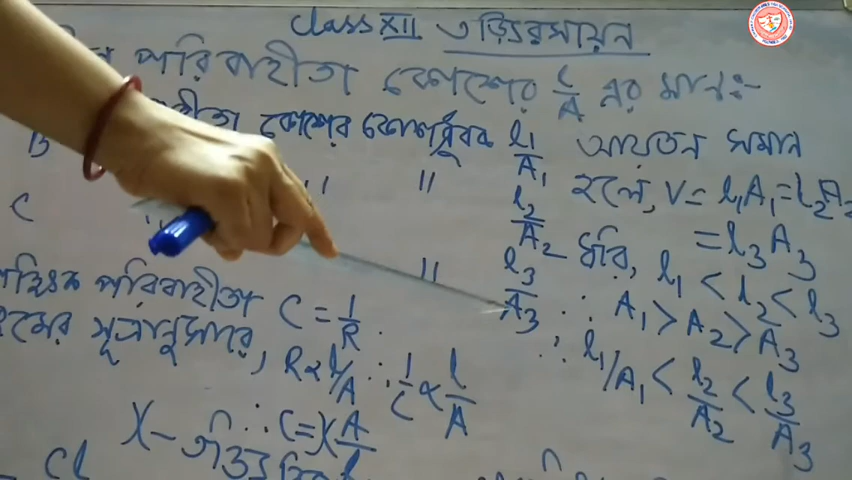 Class XII তড়িৎরসায়ন
পরিবাহীতা কোশের l/A এর মান:-
কোশের কোশধ্রুবক l₁/A₁ আয়তন সমান
B " " l₂/A₂ হলে, V = l₁A₁ = l₂A₂
C " " l₃/A₃ = l₃A₃
ধরি, l₁ < l₂ < l₃
∴ A₁ > A₂ > A₃
∴ l₁/A₁ < l₂/A₂ < l₃/A₃
পরিবাহীতা C = 1/R.
সূত্রানুসারে, R ∝ l/A ∴ 1/C ∝ l/A
∴ C = X A/l
X -
Cl